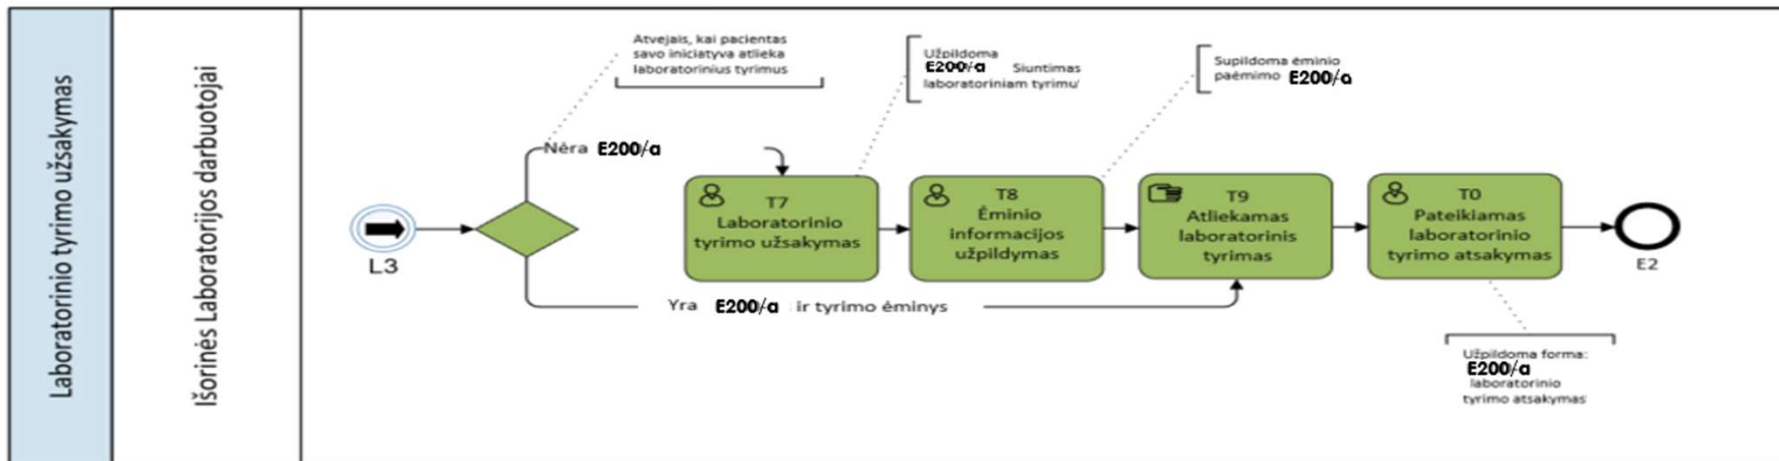 Laboratorinio tyrimo užsakymas
Išorinės Laboratorijos darbuotojai
Atvejais, kai pacientas
savo iniciatyva atlieka
laboratorinius tyrimus
Užpildoma
E200/a Siuntimas
laboratoriniam tyrimu'
Supildoma ėminio
paėmimo E200/a
Nėra E200/a
L3
T7
Laboratorinio
tyrimo užsakymas
T8
Ėminio
informacijos
užpildymas
T9
Atliekamas
laboratorinis
tyrimas
T0
Pateikiamas
laboratorinio
tyrimo atsakymas
E2
Yra E200/a ir tyrimo ėminys
Užpildoma forma:
E200/a
laboratorinio
tyrimo atsakymas